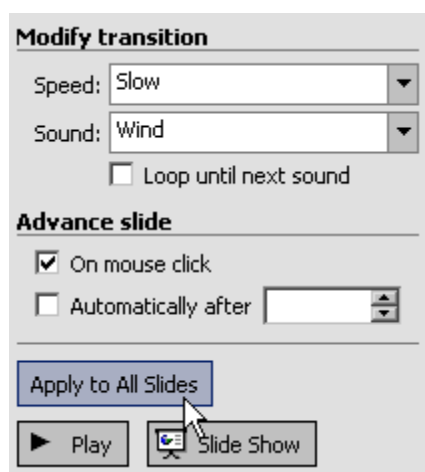 Modify transition
Speed: Slow
Sound: Wind
Loop until next sound
Advance slide
On mouse click
Automatically after
Apply to All Slides
Play Slide Show